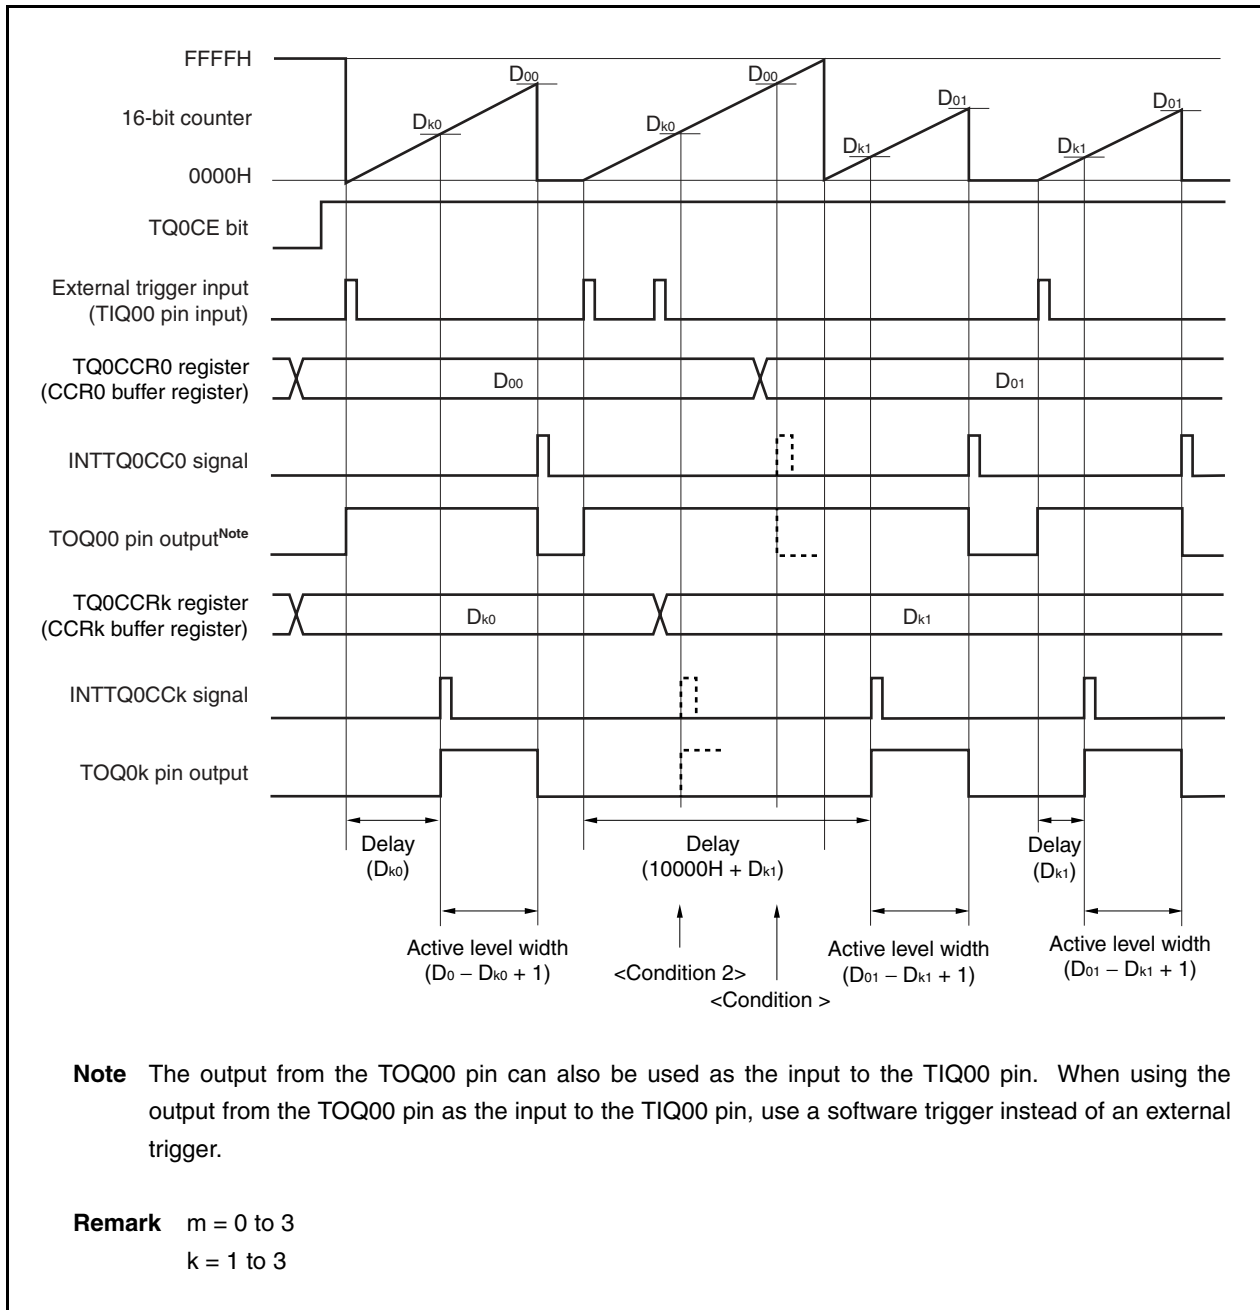 FFFFH
D00
D00
16-bit counter
Dk0
Dk0
D01
D01
Dk1
Dk1
0000H
TQ0CE bit
External trigger input
(TIQ00 pin input)
TQ0CCR0 register
(CCR0 buffer register)
D00
D01
INTTQ0CC0 signal
TOQ00 pin outputNote
TQ0CCRk register
(CCRk buffer register)
Dk0
Dk1
INTTQ0CCk signal
TOQ0k pin output
Delay
(Dk0)
Delay
(10000H + Dk1)
Delay
(Dk1)
Active level width
(D0 − Dk0 + 1)
<Condition 2>
<Condition >
Active level width
(D01 − Dk1 + 1)
Active level width
(D01 − Dk1 + 1)
Note The output from the TOQ00 pin can also be used as the input to the TIQ00 pin. When using the
output from the TOQ00 pin as the input to the TIQ00 pin, use a software trigger instead of an external
trigger.
Remark m = 0 to 3
k = 1 to 3